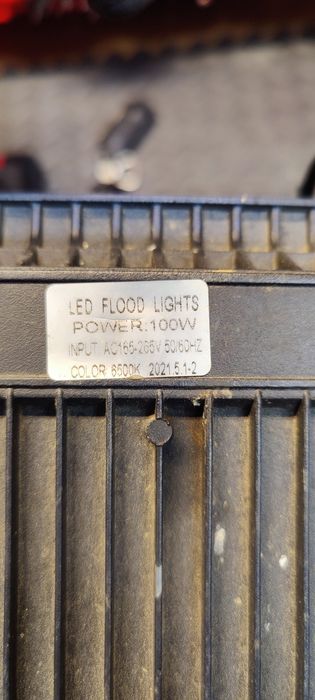 LED FLOOD LIGHTS
POWER:100W
INPUT AC165-265V 50/60HZ
COLOR 6500K 2021.5.1-2